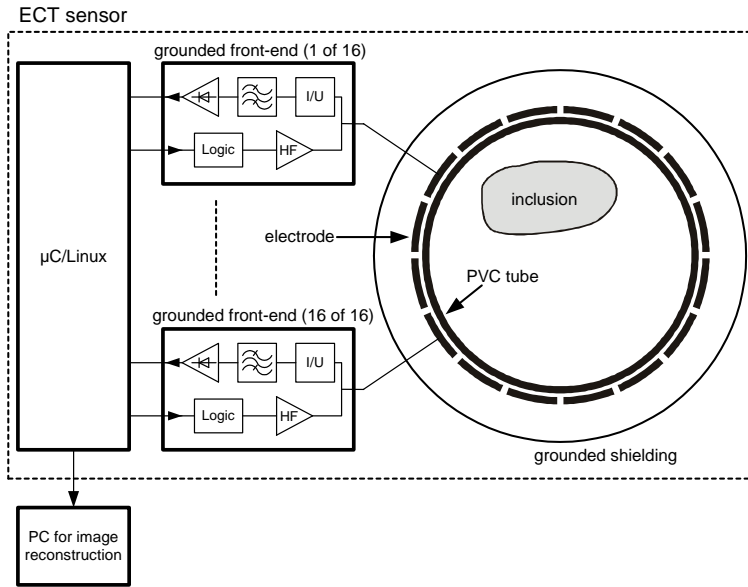 ECT sensor
grounded front-end (1 of 16)
I/U
Logic
HF
µC/Linux
inclusion
electrode
PVC tube
grounded front-end (16 of 16)
I/U
Logic
HF
grounded shielding
PC for image
reconstruction